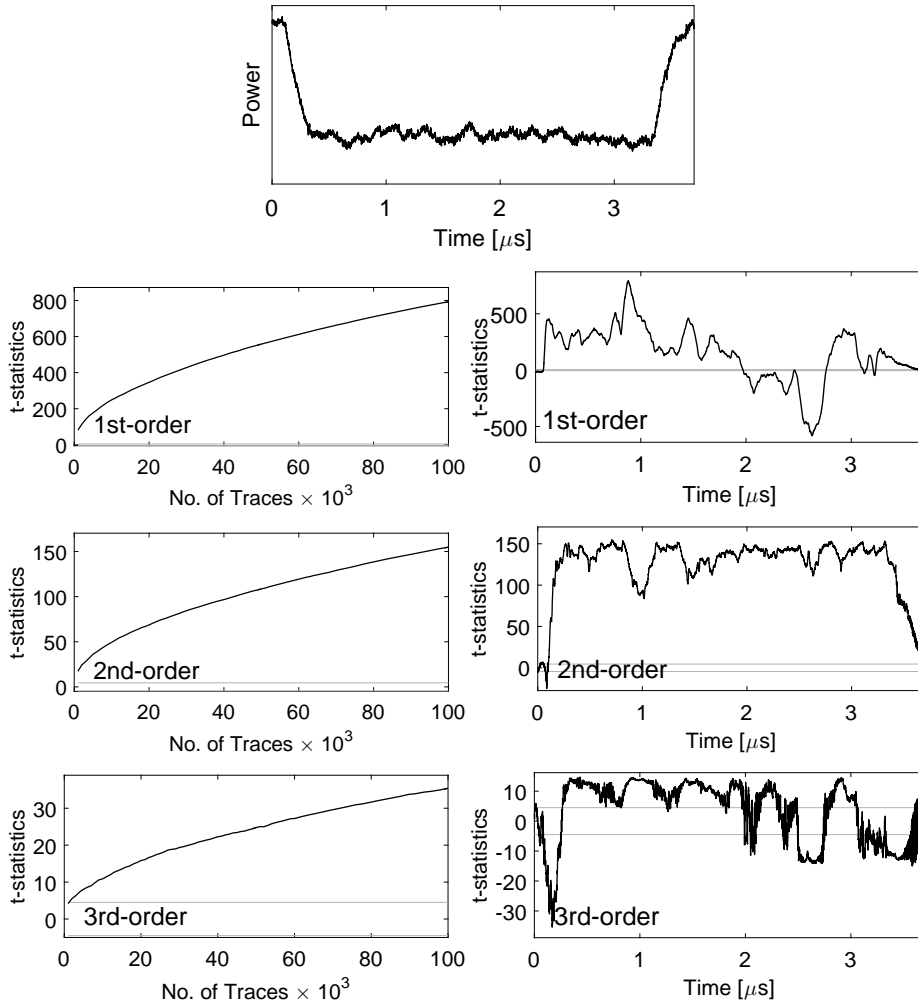 Power
0 1 2 3
Time [μs]
t-statistics
800
600
400
200
0
1st-order
0 20 40 60 80 100
No. of Traces × 10³
t-statistics
500
0
-500
1st-order
0 1 2 3
Time [μs]
t-statistics
150
100
50
0
2nd-order
0 20 40 60 80 100
No. of Traces × 10³
t-statistics
150
100
50
0
2nd-order
0 1 2 3
Time [μs]
t-statistics
30
20
10
0
3rd-order
0 20 40 60 80 100
No. of Traces × 10³
t-statistics
10
0
-10
-20
-30
3rd-order
0 1 2 3
Time [μs]